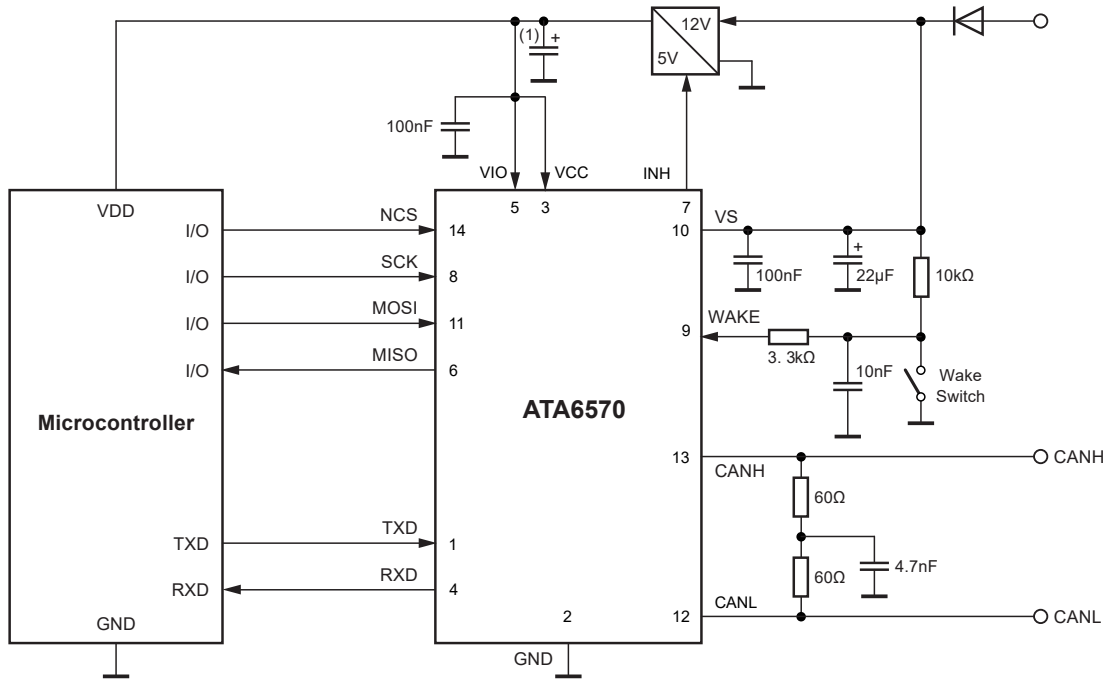 12V
(1)
+
5V
100nF
VIO
VCC
INH
VDD
5
3
7
I/O
NCS
14
10
VS
+
I/O
SCK
8
100nF
22µF
10kΩ
I/O
MOSI
11
9
WAKE
I/O
MISO
6
3. 3kΩ
10nF
Wake
Switch
Microcontroller
ATA6570
13
CANH
CANH
60Ω
TXD
TXD
1
4.7nF
RXD
RXD
4
60Ω
CANL
GND
2
12
CANL
GND